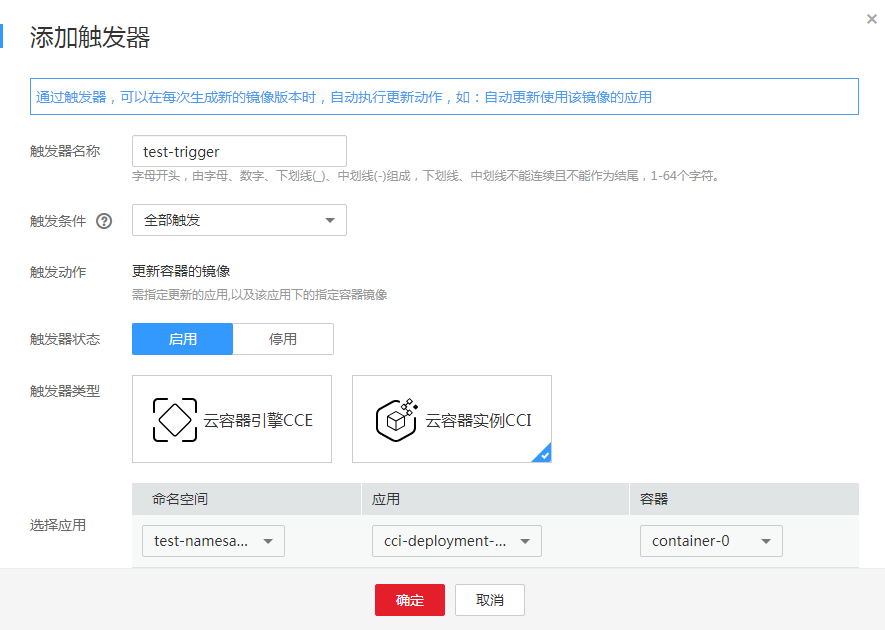 添加触发器
通过触发器，可以在每次生成新的镜像版本时，自动执行更新动作，如：自动更新使用该镜像的应用
触发器名称
test-trigger
字母开头，由字母、数字、下划线(_)、中划线(-)组成，下划线、中划线不能连续且不能作为结尾，1-64个字符。
触发条件 ?
全部触发
触发动作
更新容器的镜像
需指定更新的应用,以及该应用下的指定容器镜像
触发器状态
启用 停用
触发器类型
云容器引擎CCE 云容器实例CCI
选择应用
命名空间 应用 容器
test-namesa... cci-deployment-... container-0
确定 取消